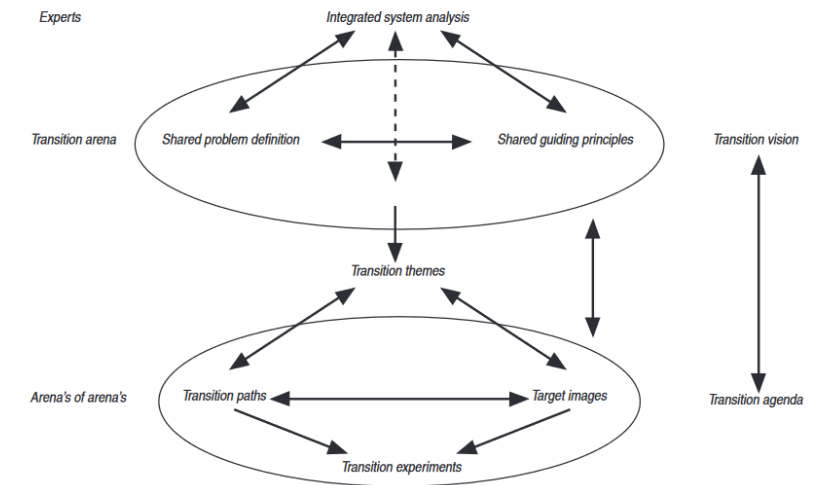 Experts
Integrated system analysis
Transition arena
Shared problem definition
Shared guiding principles
Transition vision
Transition themes
Arena's of arena's
Transition paths
Target images
Transition agenda
Transition experiments